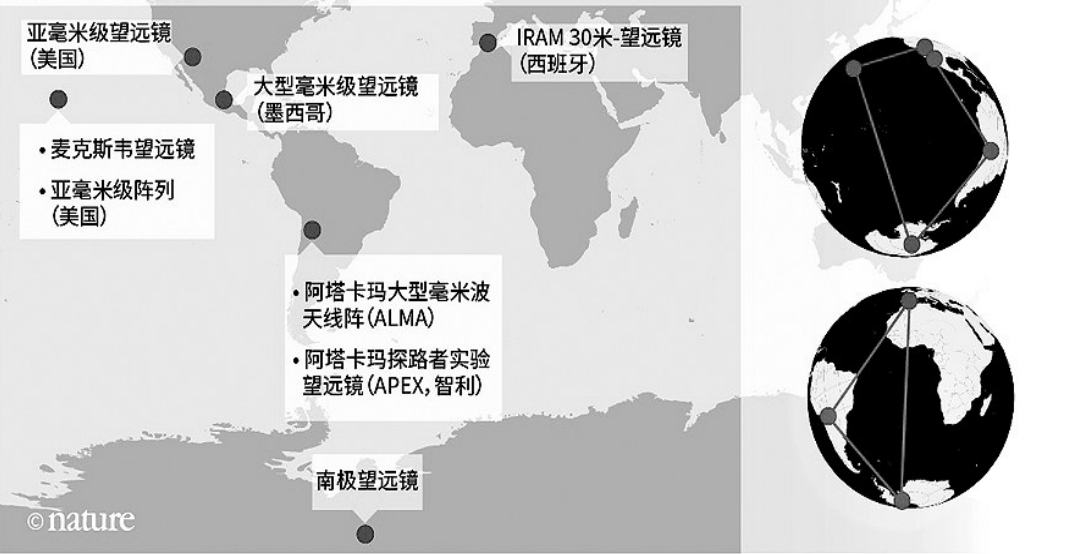 亚毫米级望远镜
(美国)
IRAM 30米-望远镜
(西班牙)
大型毫米级望远镜
(墨西哥)
• 麦克斯韦望远镜
• 亚毫米级阵列
(美国)
• 阿塔卡玛大型毫米波
天线阵(ALMA)
• 阿塔卡玛探路者实验
望远镜(APEX,智利)
南极望远镜
©nature